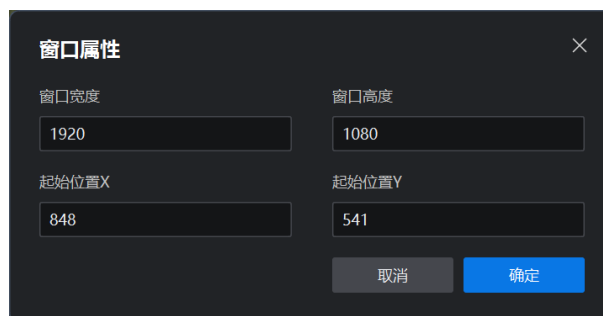 窗口属性
窗口宽度 窗口高度
1920 1080
起始位置X 起始位置Y
848 541
取消 确定